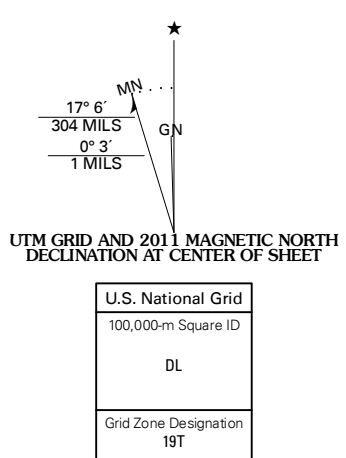 ★
MN
17° 6´
304 MILS
GN
0° 3´
1 MILS
UTM GRID AND 2011 MAGNETIC NORTH
DECLINATION AT CENTER OF SHEET
U.S. National Grid
100,000-m Square ID
DL
Grid Zone Designation
19T